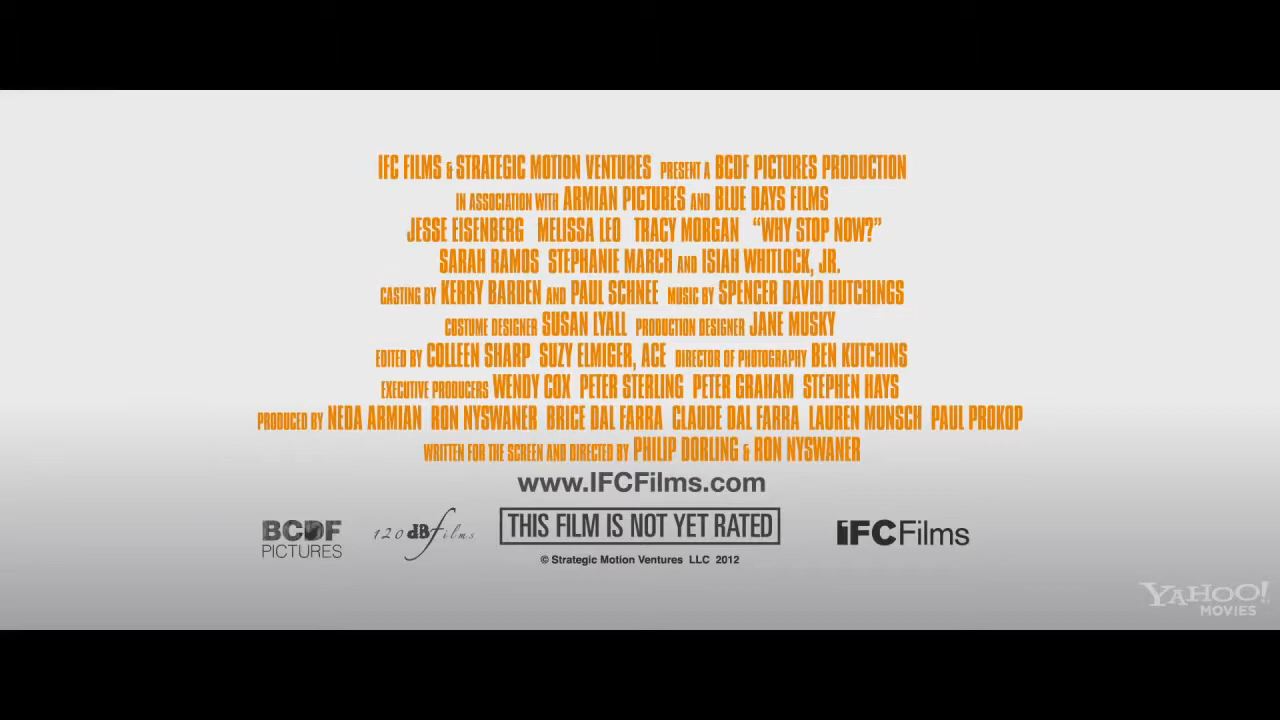 IFC FILMS & STRATEGIC MOTION VENTURES PRESENT A BCDF PICTURES PRODUCTION
IN ASSOCIATION WITH ARMIAN PICTURES AND BLUE DAYS FILMS
JESSE EISENBERG MELISSA LEO TRACY MORGAN “WHY STOP NOW?”
SARAH RAMOS STEPHANIE MARCH AND ISIAH WHITLOCK, JR.
CASTING BY KERRY BARDEN AND PAUL SCHNEE MUSIC BY SPENCER DAVID HUTCHINGS
COSTUME DESIGNER SUSAN LYALL PRODUCTION DESIGNER JANE MUSKY
EDITED BY COLLEEN SHARP SUZY ELMIGER, ACE DIRECTOR OF PHOTOGRAPHY BEN KUTCHINS
EXECUTIVE PRODUCERS WENDY COX PETER STERLING PETER GRAHAM STEPHEN HAYS
PRODUCED BY NEDA ARMIAN RON NYSWANER BRICE DAL FARRA CLAUDE DAL FARRA LAUREN MUNSCH PAUL PROKOP
WRITTEN FOR THE SCREEN AND DIRECTED BY PHILIP DORLING & RON NYSWANER
www.IFCFilms.com
BCDF
PICTURES
120 dB films
THIS FILM IS NOT YET RATED
IFC Films
© Strategic Motion Ventures LLC 2012
YAHOO!
MOVIES